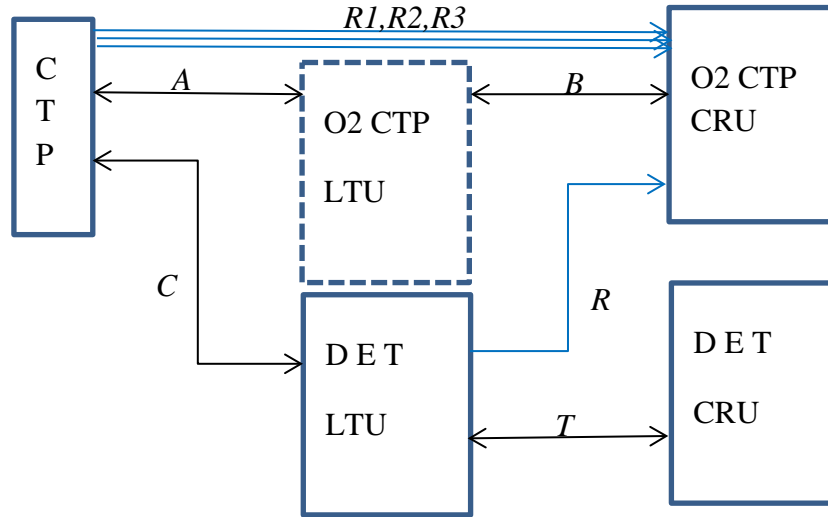 R1,R2,R3
C
T
P
A
O2 CTP
LTU
B
O2 CTP
CRU
C
D E T
LTU
R
T
D E T
CRU